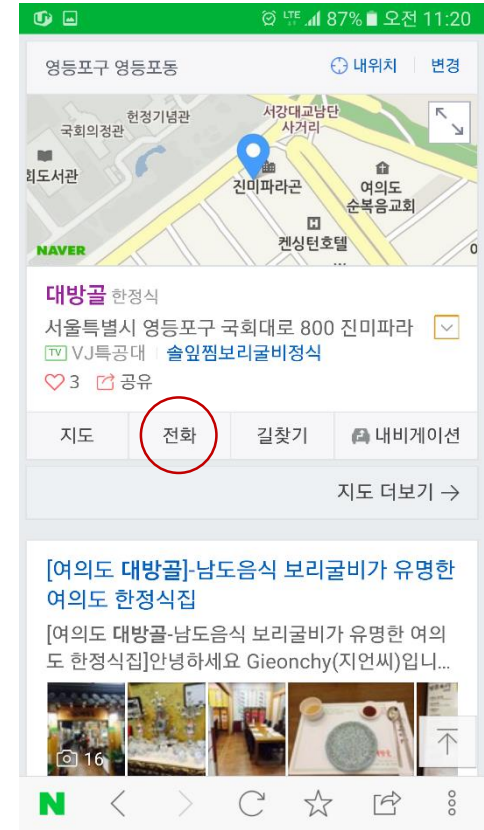 LTE 87% 오전 11:20
영등포구 영등포동 내위치 변경
헌정기념관
국회의정관
서강대교남단
사거리
회도서관
진미파라곤
여의도
순복음교회
켄싱턴호텔
NAVER
대방골 한정식
서울특별시 영등포구 국회대로 800 진미파라
TV VJ특공대 솔잎찜보리굴비정식
3 공유
지도 전화 길찾기 내비게이션
지도 더보기 →
[여의도 대방골]-남도음식 보리굴비가 유명한
여의도 한정식집
[여의도 대방골-남도음식 보리굴비가 유명한 여의
도 한정식집]안녕하세요 Gieonchy(지언씨)입니...
16
N